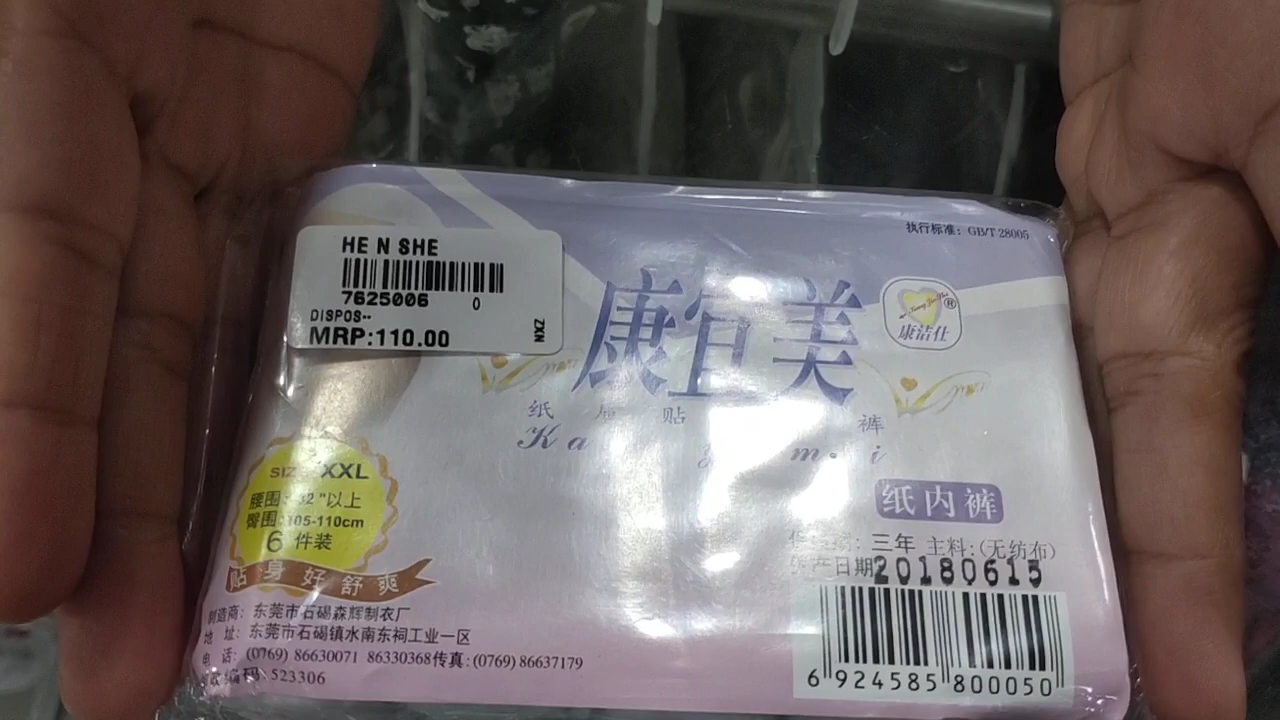 HE N SHE
7625006 0
DISPOS--
MRP:110.00
NXZ
执行标准：GB/T 28005
康宜美
康洁仕
®
纸 贴 裤
K a m i
SIZE XXL
腰围: 32 "以上
臀围:105-110cm
6 件装
贴 身 好 舒 爽
纸内裤
三年 主料:(无纺布)
生产日期20180615
制造商：东莞市石碣森辉制衣厂
地 址：东莞市石碣镇水南东祠工业一区
电 话：(0769) 86630071 86330368传真:(0769) 86637179
邮政编码: 523306
6 924585 800050